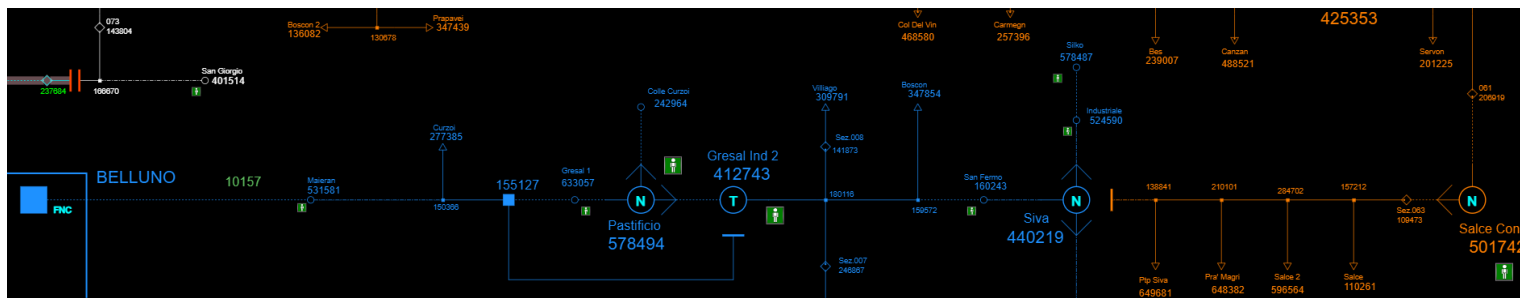 073
143804
Boscon 2
136082
130678
Prapavei
347439
Col Del Vin
468580
Carmegn
257396
Silko
578487
Bes
239007
Canzan
488521
425353
Servon
201225
237684
166670
San Giorgio
401514
Colle Curzoi
242964
Villiago
309791
Boscon
347854
Industriale
524590
061
206919
Curzoi
277385
Sez.008
141873
BELLUNO
10157
FNC
Maieran
531581
150366
155127
Gresal 1
633057
N
Pastificio
578494
Gresal Ind 2
412743
T
180116
159572
San Fermo
160243
N
Siva
440219
138841
210101
284702
157212
Sez.063
109473
N
Salce Con
501742
Sez.007
246867
Ptp Siva
649681
Pra' Magri
648382
Salce 2
596564
Salce
110261